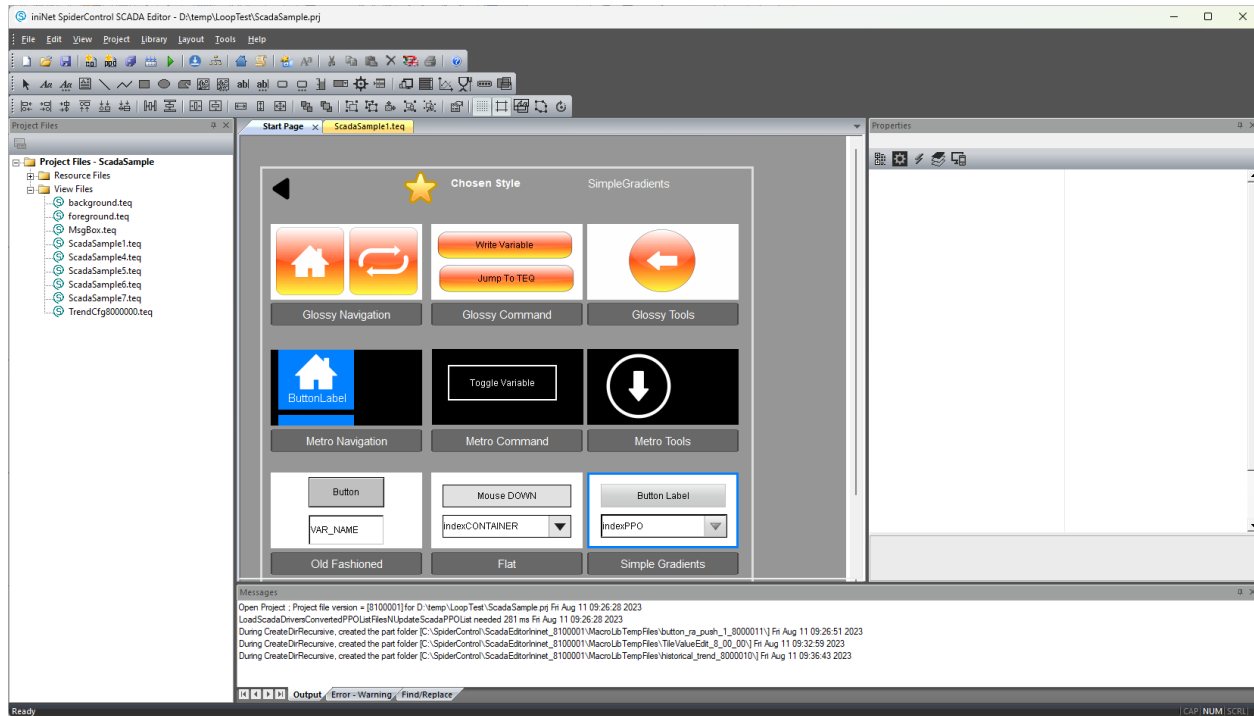 iniNet SpiderControl SCADA Editor - D:\temp\LoopTest\ScadaSample.prj
File Edit View Project Library Layout Tools Help
Project Files
Project Files - ScadaSample
Resource Files
View Files
background.teq
foreground.teq
MsgBox.teq
ScadaSample1.teq
ScadaSample4.teq
ScadaSample5.teq
ScadaSample6.teq
ScadaSample7.teq
TrendCfg8000000.teq
Start Page ScadaSample1.teq
Chosen Style SimpleGradients
Write Variable
Jump To TEQ
Glossy Navigation Glossy Command Glossy Tools
ButtonLabel
Toggle Variable
Metro Navigation Metro Command Metro Tools
Button Mouse DOWN Button Label
VAR_NAME indexCONTAINER indexPPO
Old Fashioned Flat Simple Gradients
Properties
Messages
Open Project ; Project file version = [8100001] for D:\temp\LoopTest\ScadaSample.prj Fri Aug 11 09:26:28 2023
LoadScadaDriversConvertedPPOListFilesNUpdateScadaPPOList needed 281 ms Fri Aug 11 09:26:28 2023
During CreateDirRecursive, created the part folder [C:\SpiderControl\ScadaEditorIninet_8100001\MacroLibTempFiles\button_ra_push_1_8000011\] Fri Aug 11 09:26:51 2023
During CreateDirRecursive, created the part folder [C:\SpiderControl\ScadaEditorIninet_8100001\MacroLibTempFiles\TileValueEdit_8_00_00\] Fri Aug 11 09:32:59 2023
During CreateDirRecursive, created the part folder [C:\SpiderControl\ScadaEditorIninet_8100001\MacroLibTempFiles\historical_trend_8000010\] Fri Aug 11 09:36:43 2023
Output Error - Warning Find/Replace
Ready
CAP NUM SCRL